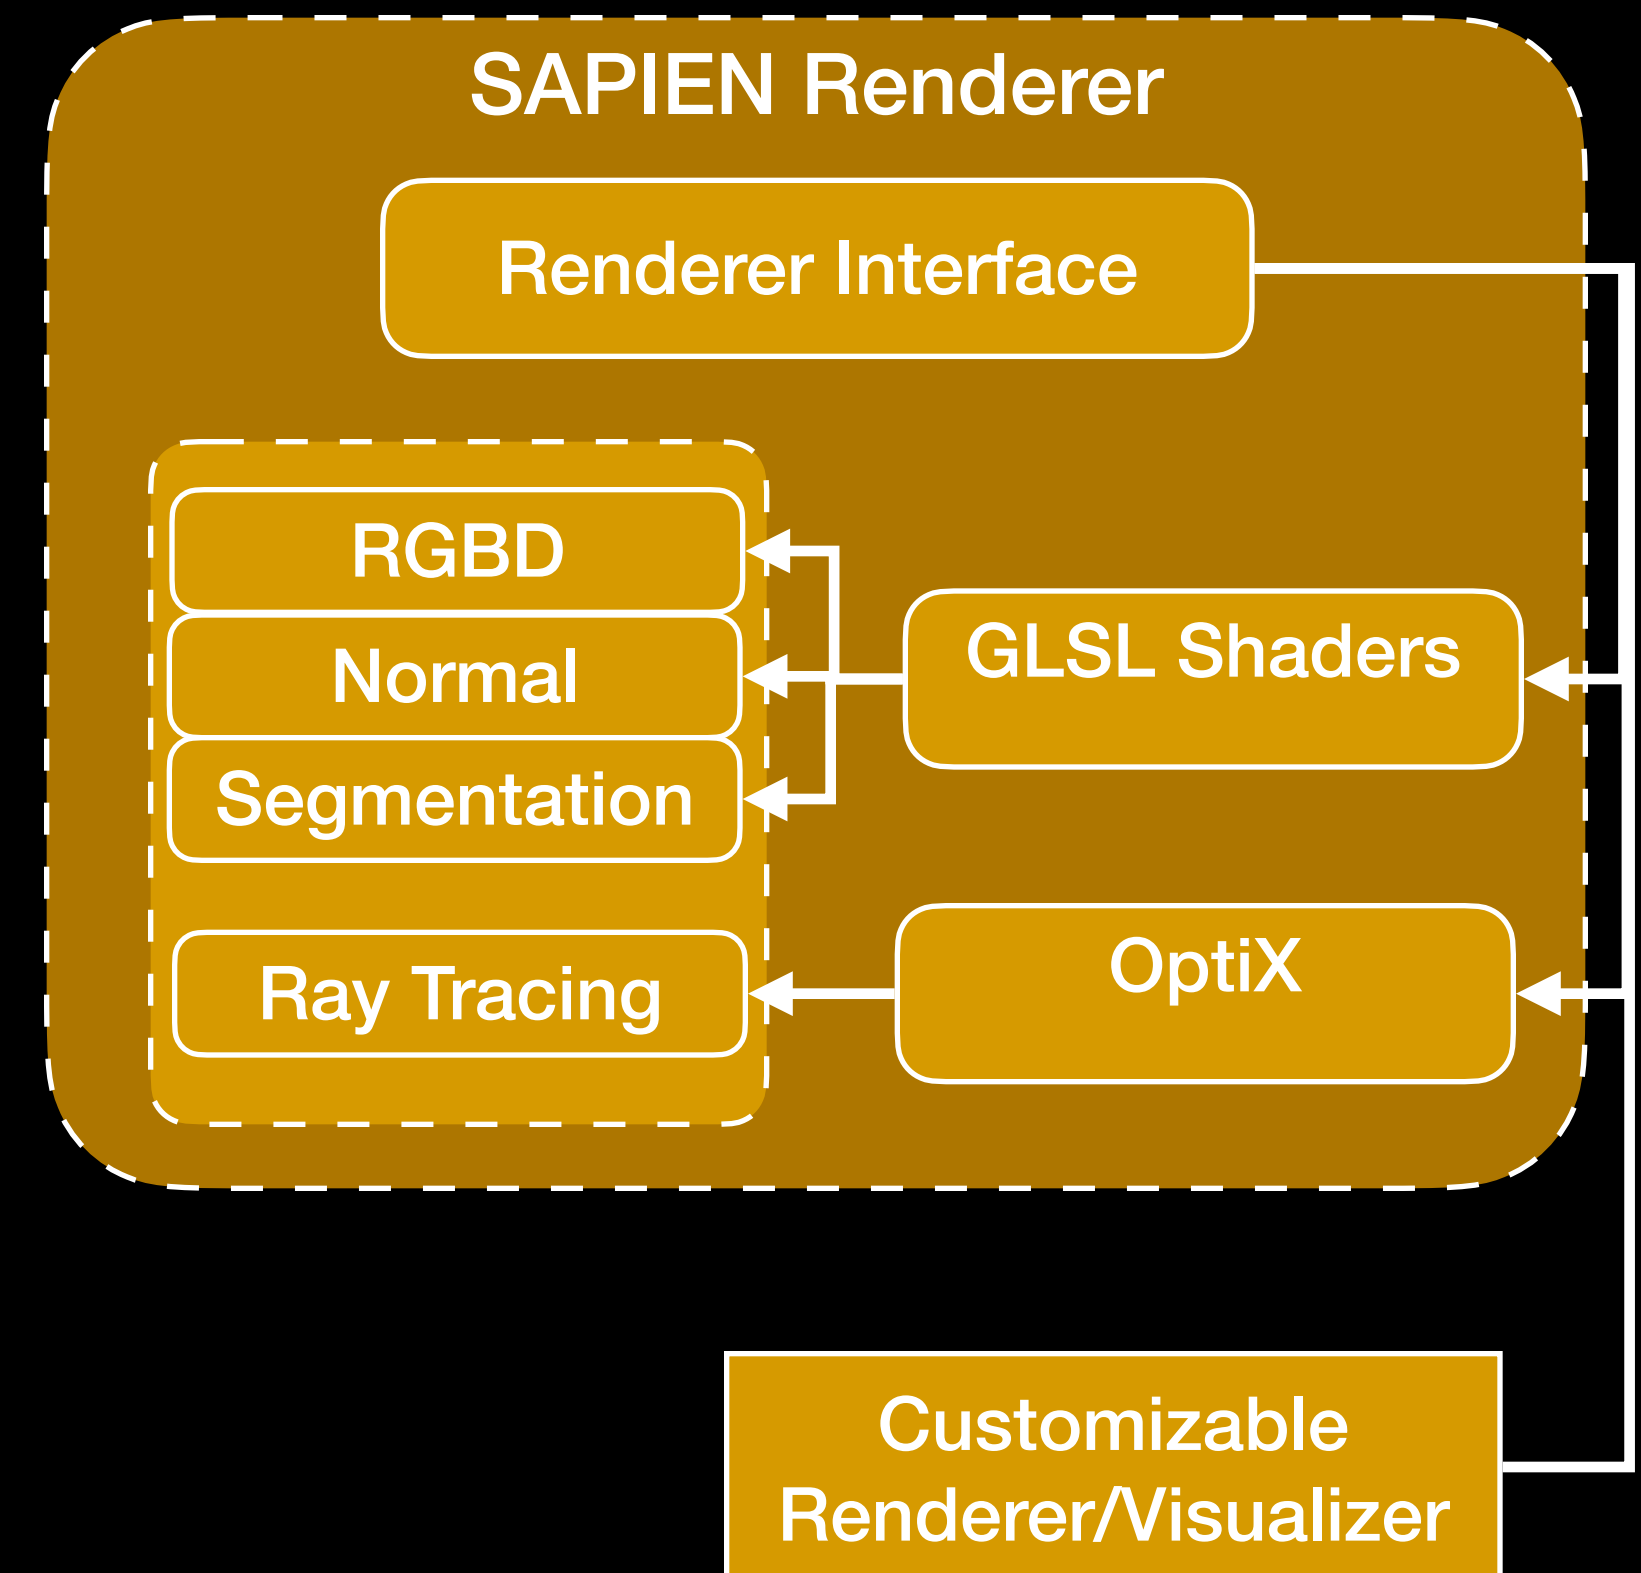 SAPIEN Renderer
Renderer Interface
RGBD
Normal
Segmentation
Ray Tracing
GLSL Shaders
OptiX
Customizable
Renderer/Visualizer